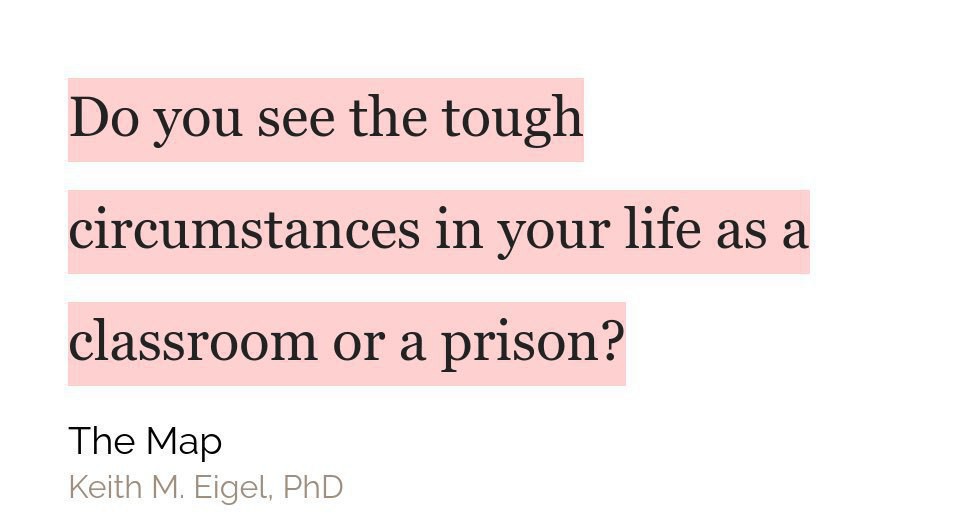 Do you see the tough
circumstances in your life as a
classroom or a prison?
The Map
Keith M. Eigel, PhD